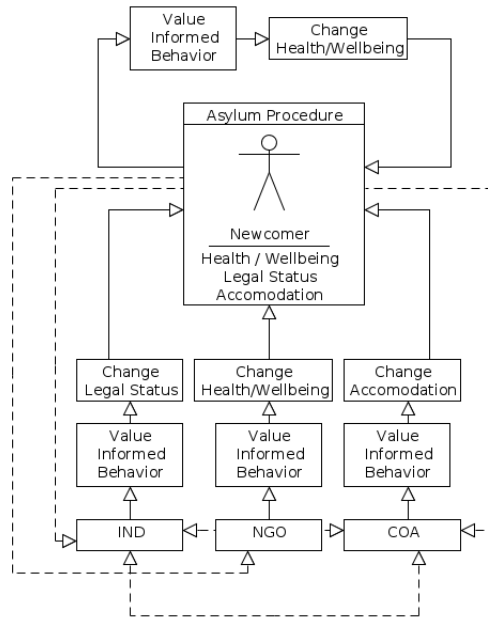 Value
Informed
Behavior
Change
Health/Wellbeing
Asylum Procedure
Newcomer
Health / Wellbeing
Legal Status
Accomodation
Change
Legal Status
Change
Health/Wellbeing
Change
Accomodation
Value
Informed
Behavior
Value
Informed
Behavior
Value
Informed
Behavior
IND
NGO
COA